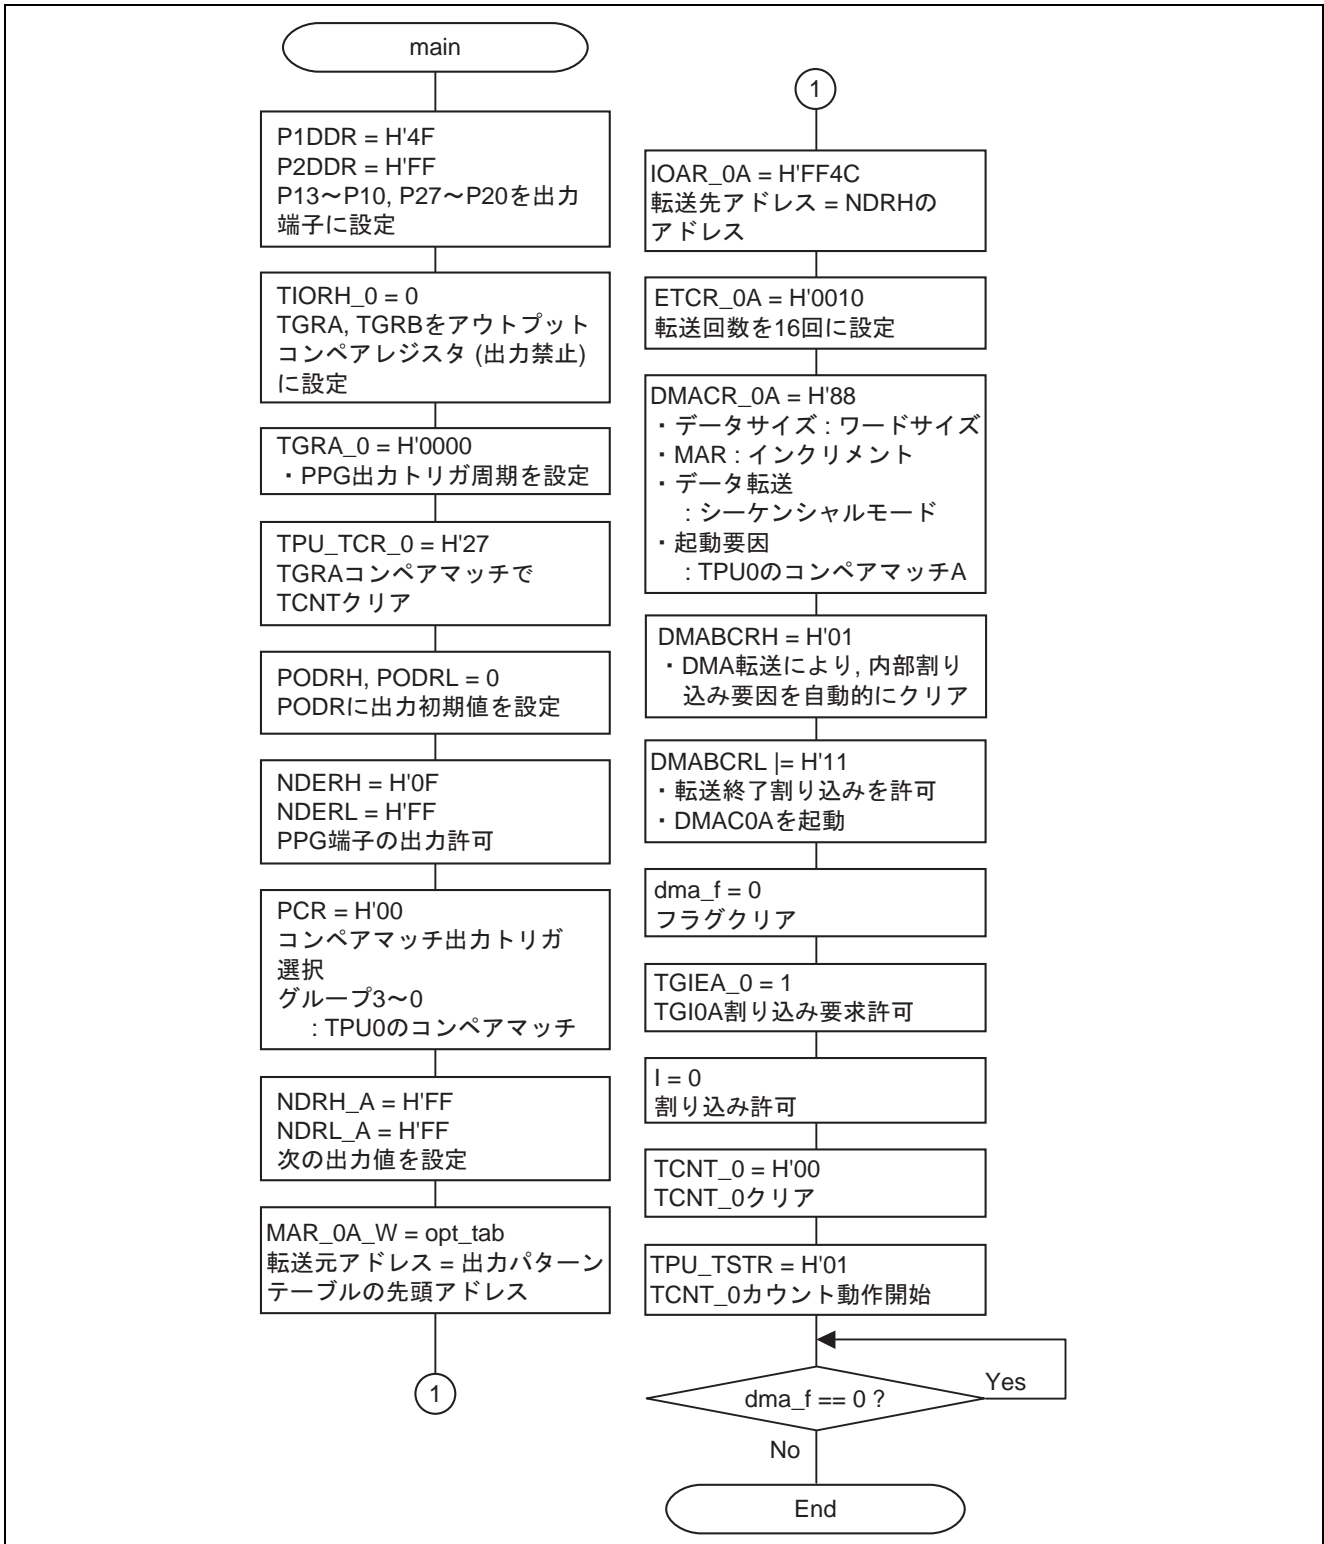 main
P1DDR = H'4F
P2DDR = H'FF
P13～P10, P27～P20を出力
端子に設定
TIORH_0 = 0
TGRA, TGRBをアウトプット
コンペアレジスタ (出力禁止)
に設定
TGRA_0 = H'0000
・PPG出力トリガ周期を設定
TPU_TCR_0 = H'27
TGRAコンペアマッチで
TCNTクリア
PODRH, PODRL = 0
PODRに出力初期値を設定
NDERH = H'0F
NDERL = H'FF
PPG端子の出力許可
PCR = H'00
コンペアマッチ出力トリガ
選択
グループ3～0
: TPU0のコンペアマッチ
NDRH_A = H'FF
NDRL_A = H'FF
次の出力値を設定
MAR_0A_W = opt_tab
転送元アドレス = 出力パターン
テーブルの先頭アドレス
1
1
IOAR_0A = H'FF4C
転送先アドレス = NDRHの
アドレス
ETCR_0A = H'0010
転送回数を16回に設定
DMACR_0A = H'88
・データサイズ : ワードサイズ
・MAR : インクリメント
・データ転送
: シーケンシャルモード
・起動要因
: TPU0のコンペアマッチA
DMABCRH = H'01
・DMA転送により, 内部割り
込み要因を自動的にクリア
DMABCRL |= H'11
・転送終了割り込みを許可
・DMAC0Aを起動
dma_f = 0
フラグクリア
TGIEA_0 = 1
TGI0A割り込み要求許可
I = 0
割り込み許可
TCNT_0 = H'00
TCNT_0クリア
TPU_TSTR = H'01
TCNT_0カウント動作開始
dma_f == 0 ?
Yes
No
End